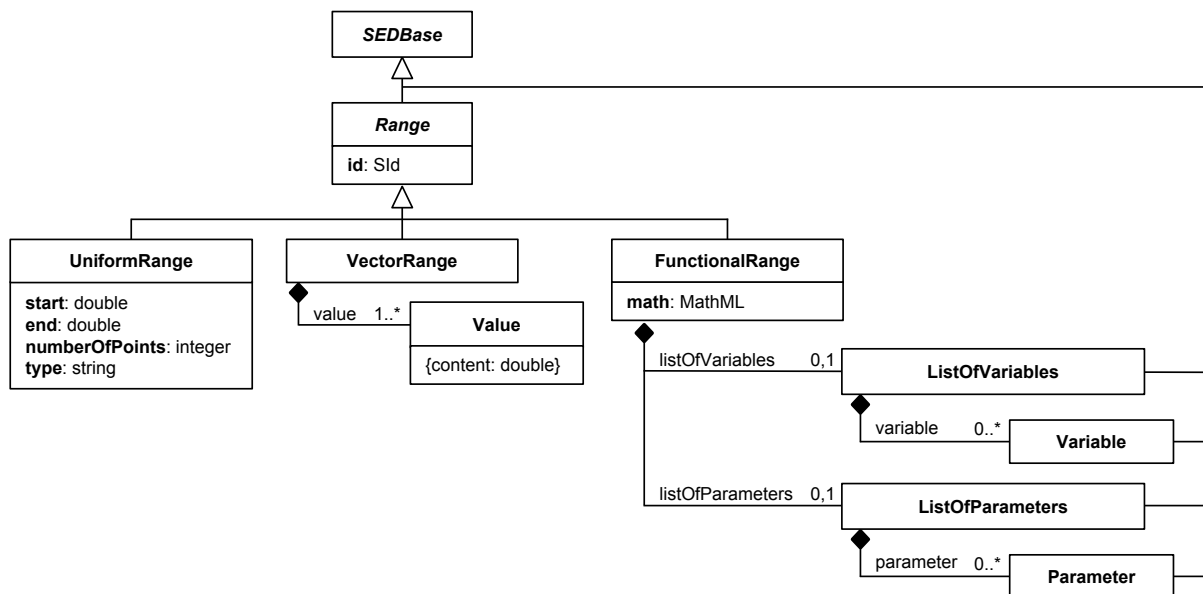 SEDBase
Range
id: SId
UniformRange
start: double
end: double
numberOfPoints: integer
type: string
VectorRange
value 1..*
Value
{content: double}
FunctionalRange
math: MathML
listOfVariables 0,1
ListOfVariables
variable 0..*
Variable
listOfParameters 0,1
ListOfParameters
parameter 0..*
Parameter